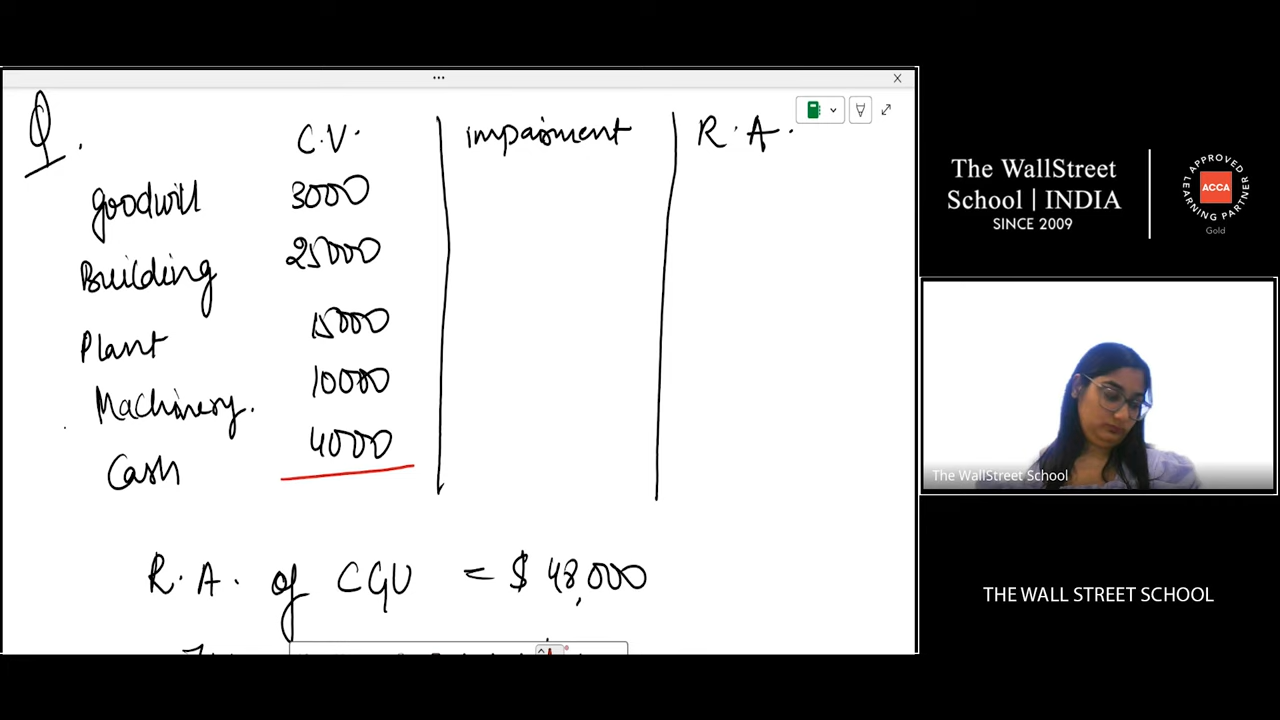 Q.
C.V. impairment R.A.
goodwill 3000
Building 25000
Plant 15000
Machinery. 10000
Cash 4000
R.A. of CGU = $ 48,000
The WallStreet
School | INDIA
SINCE 2009
APPROVED
LEARNING PARTNER
ACCA
Gold
The WallStreet School
THE WALL STREET SCHOOL